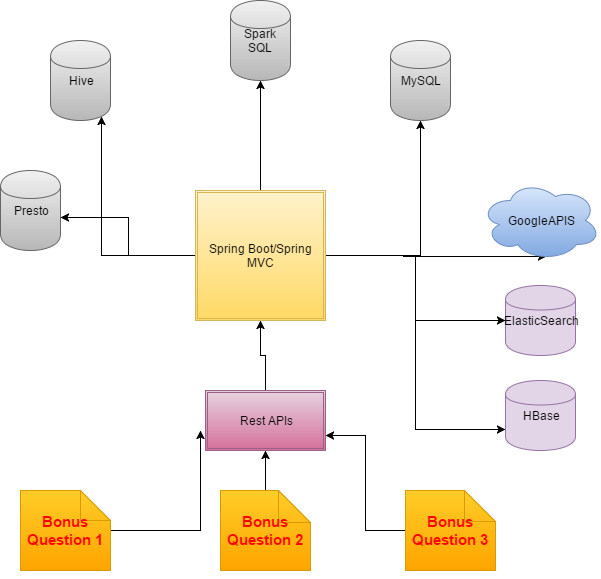 Spark
SQL
Hive
MySQL
Presto
GoogleAPIS
Spring Boot/Spring
MVC
ElasticSearch
HBase
Rest APIs
Bonus
Question 1
Bonus
Question 2
Bonus
Question 3